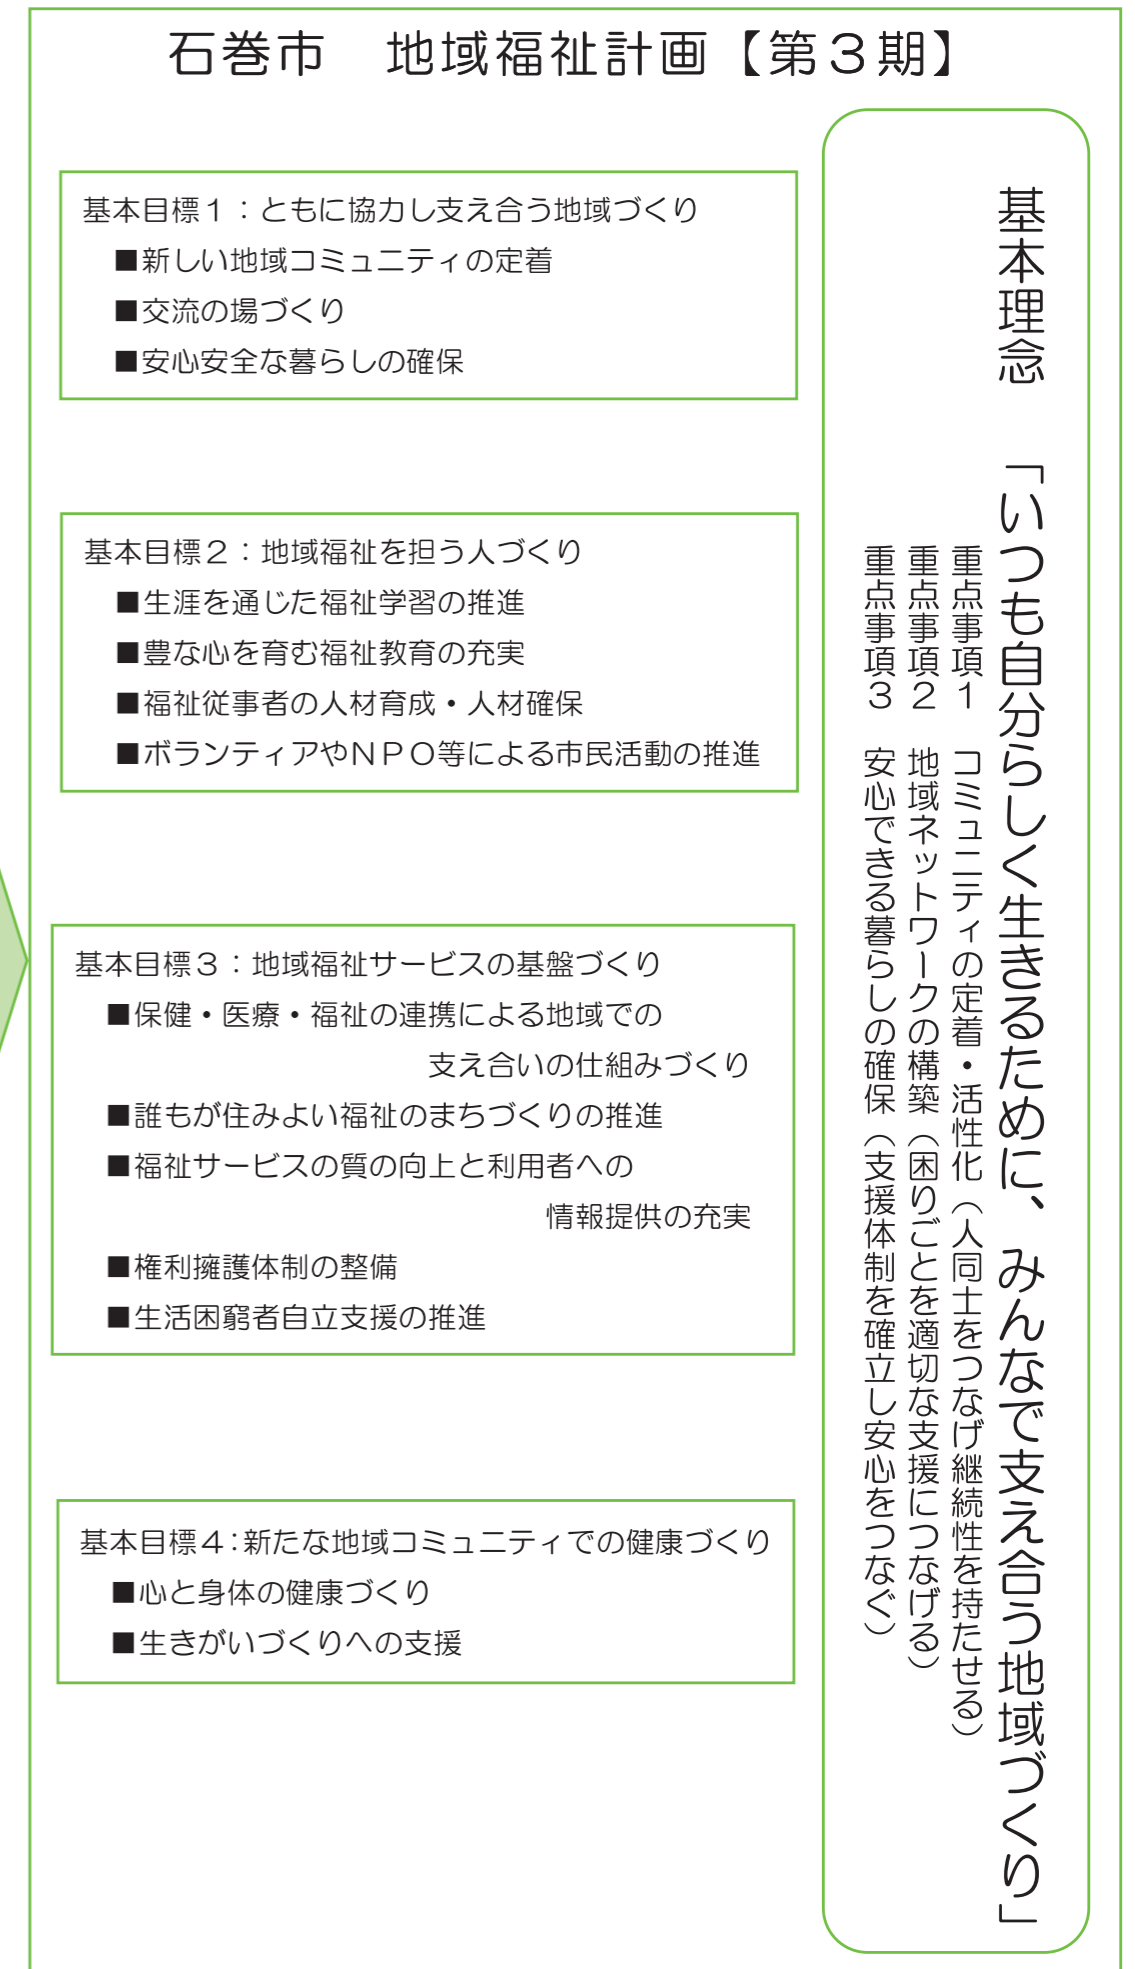 石巻市　地域福祉計画【第３期】
基本目標１：ともに協力し支え合う地域づくり
■新しい地域コミュニティの定着
■交流の場づくり
■安心安全な暮らしの確保
基本目標２：地域福祉を担う人づくり
■生涯を通じた福祉学習の推進
■豊な心を育む福祉教育の充実
■福祉従事者の人材育成・人材確保
■ボランティアやＮＰＯ等による市民活動の推進
基本目標３：地域福祉サービスの基盤づくり
■保健・医療・福祉の連携による地域での
支え合いの仕組みづくり
■誰もが住みよい福祉のまちづくりの推進
■福祉サービスの質の向上と利用者への
情報提供の充実
■権利擁護体制の整備
■生活困窮者自立支援の推進
基本目標４：新たな地域コミュニティでの健康づくり
■心と身体の健康づくり
■生きがいづくりへの支援
基本理念　「いつも自分らしく生きるために、みんなで支え合う地域づくり」
重点事項１　コミュニティの定着・活性化（人同士をつなげ継続性を持たせる）
重点事項２　地域ネットワークの構築（困りごとを適切な支援につなげる）
重点事項３　安心できる暮らしの確保（支援体制を確立し安心をつなぐ）